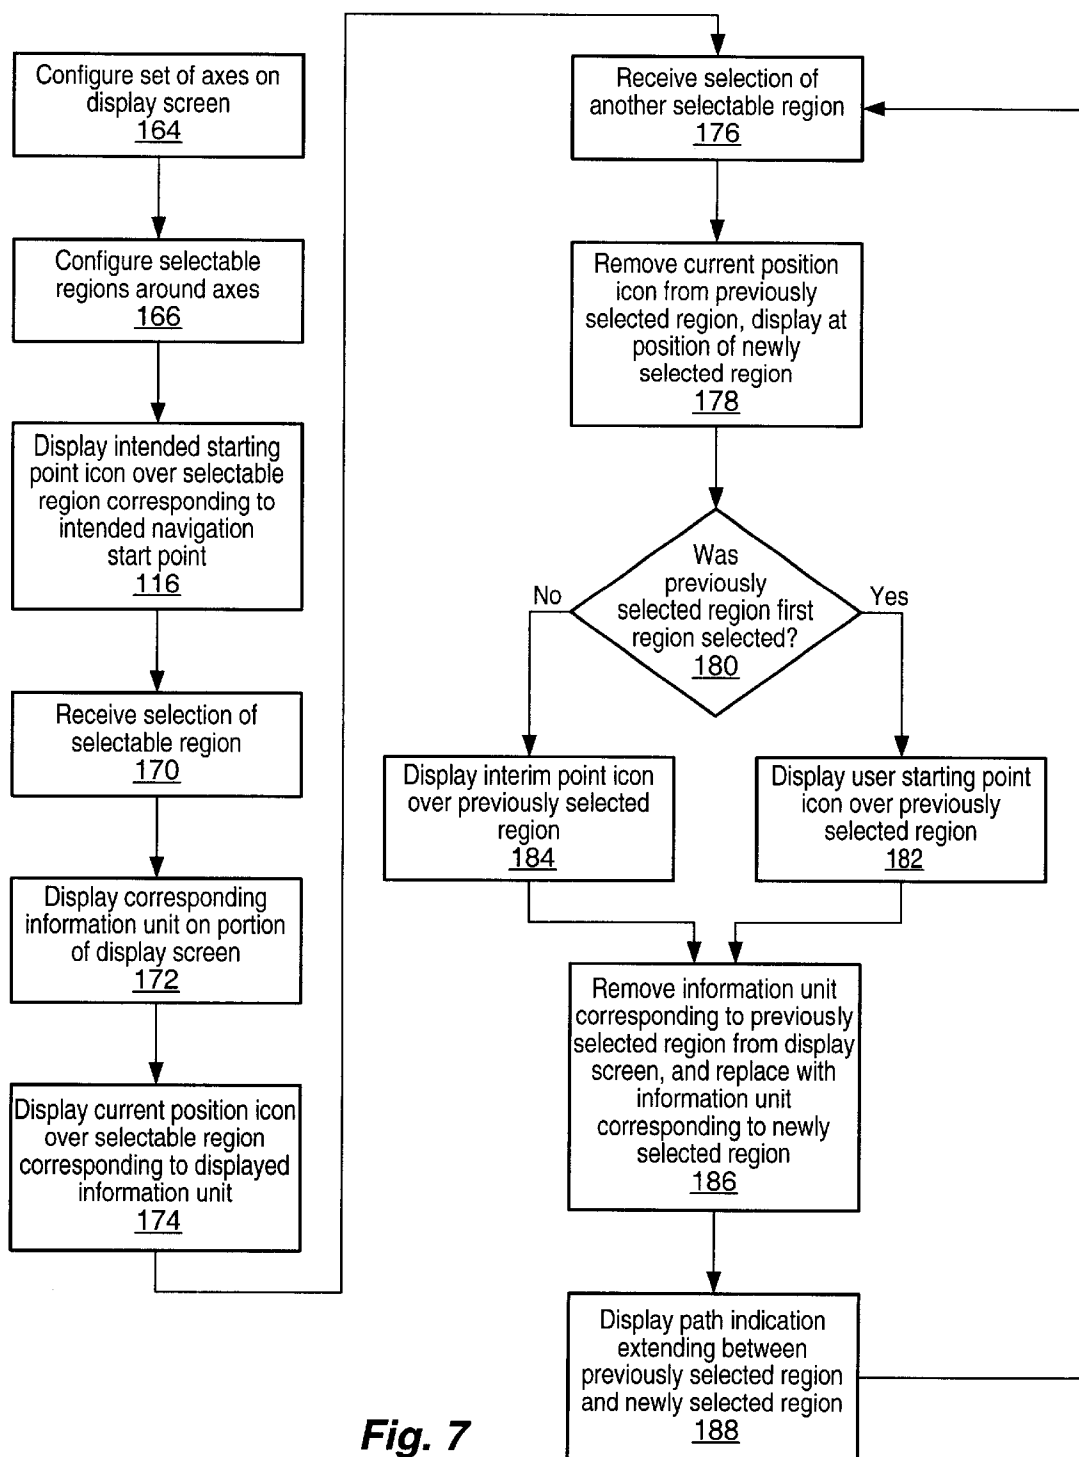 Configure set of axes on
display screen
164
Configure selectable
regions around axes
166
Display intended starting
point icon over selectable
region corresponding to
intended navigation
start point
116
Receive selection of
selectable region
170
Display corresponding
information unit on portion
of display screen
172
Display current position icon
over selectable region
corresponding to displayed
information unit
174
Receive selection of
another selectable region
176
Remove current position
icon from previously
selected region, display at
position of newly
selected region
178
Was
previously
selected region first
region selected?
180
No
Yes
Display interim point icon
over previously selected
region
184
Display user starting point
icon over previously
selected region
182
Remove information unit
corresponding to previously
selected region from display
screen, and replace with
information unit
corresponding to newly
selected region
186
Display path indication
extending between
previously selected region
and newly selected region
188
Fig. 7